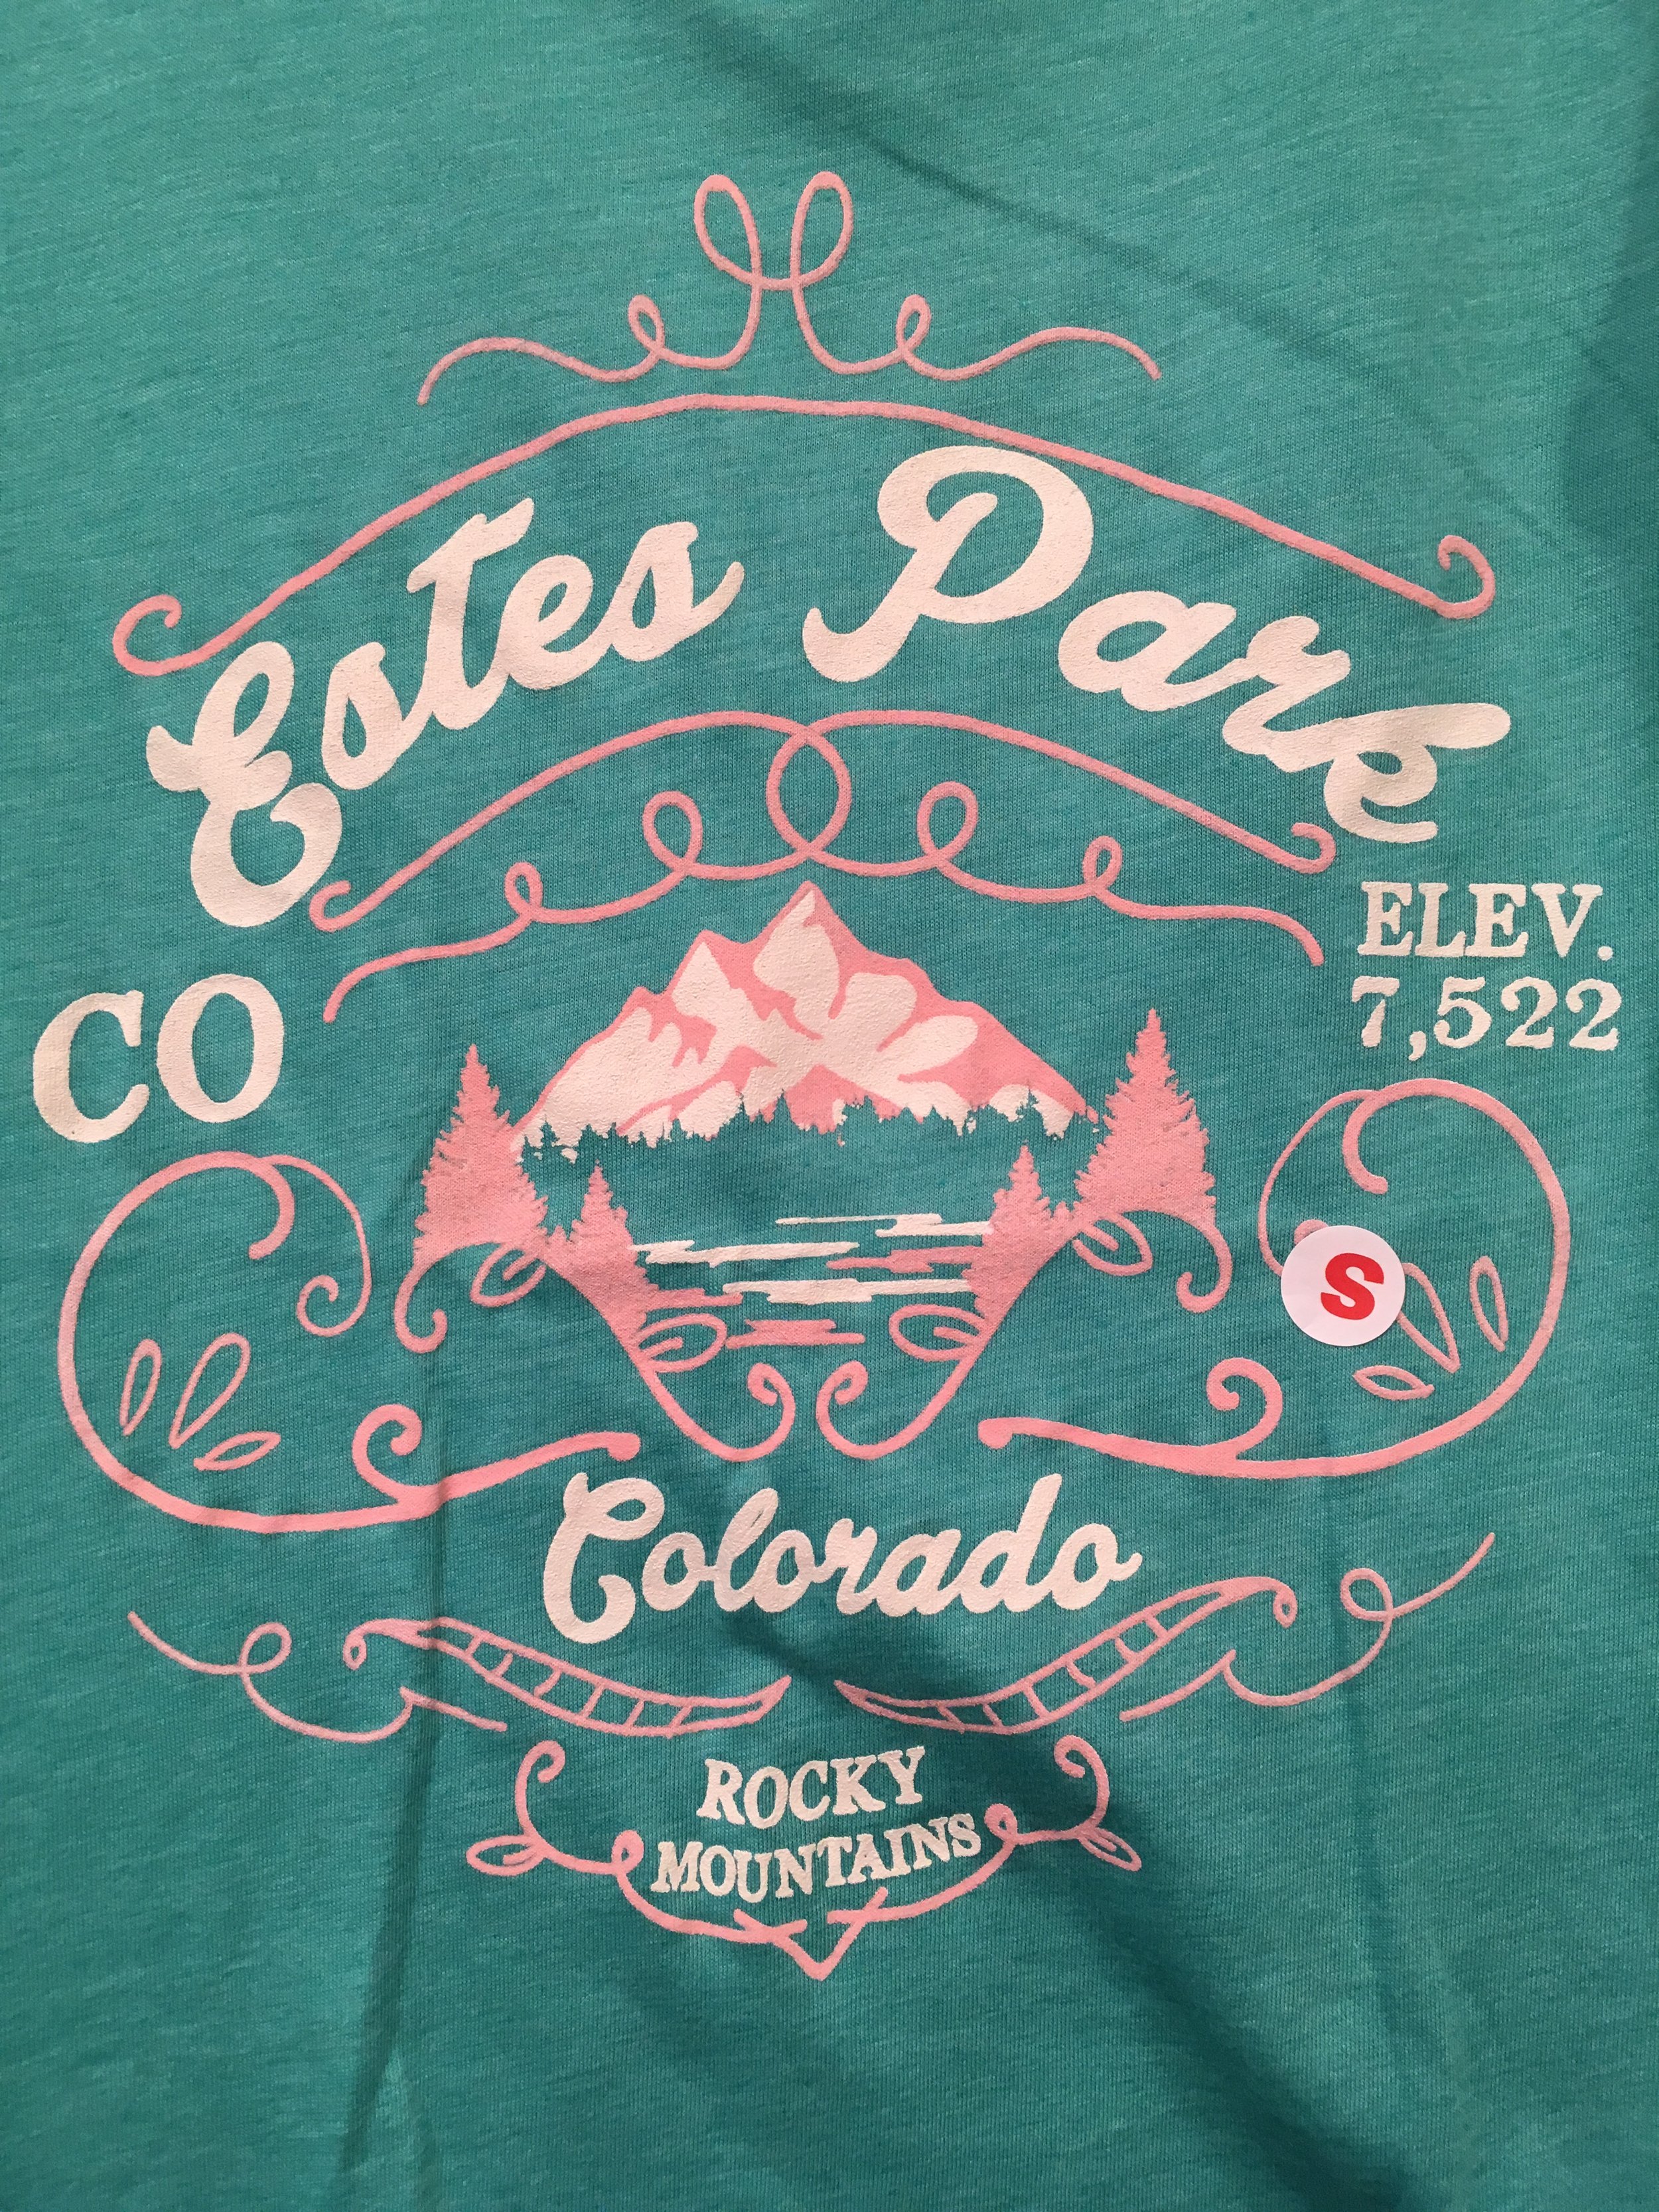 Estes Park
CO
ELEV.
7,522
S
Colorado
ROCKY
MOUNTAINS